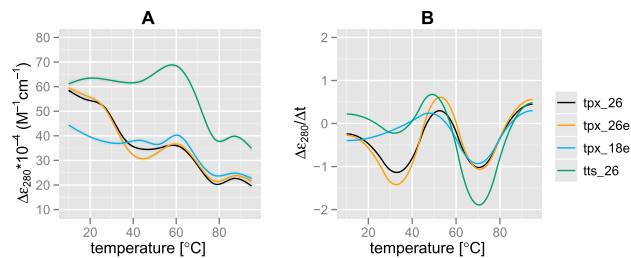 A
B
Δε280*10⁻⁴ (M⁻¹cm⁻¹)
80
70
60
50
40
30
20
10
20 40 60 80
temperature [°C]
Δε280/Δt
2
1
0
−1
−2
20 40 60 80
temperature [°C]
tpx_26
tpx_26e
tpx_18e
tts_26